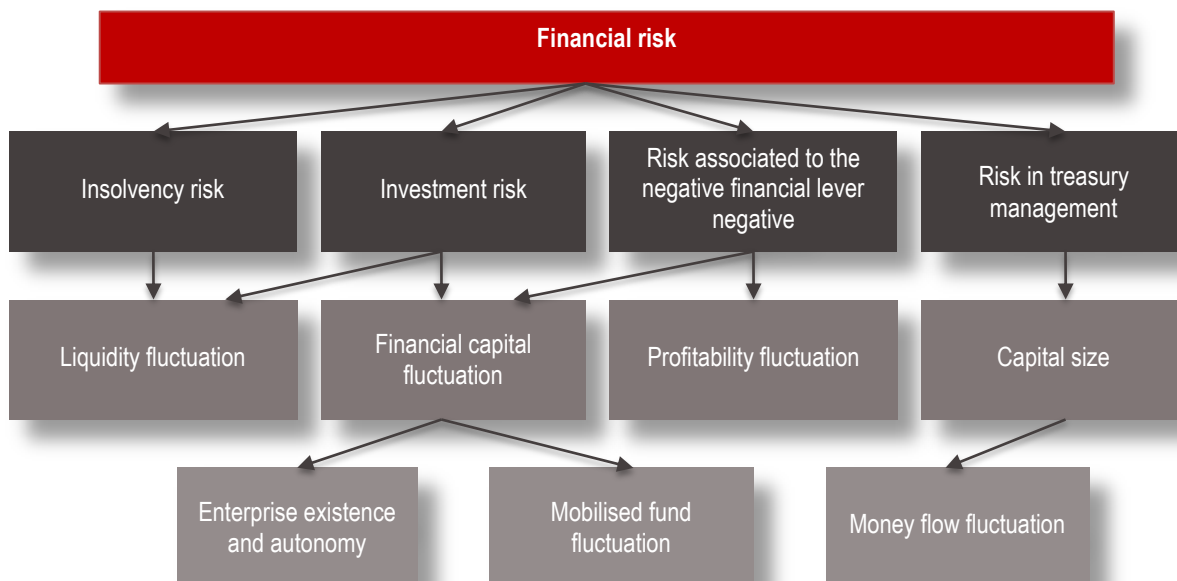 Financial risk
Insolvency risk
Investment risk
Risk associated to the
negative financial lever
negative
Risk in treasury
management
Liquidity fluctuation
Financial capital
fluctuation
Profitability fluctuation
Capital size
Enterprise existence
and autonomy
Mobilised fund
fluctuation
Money flow fluctuation